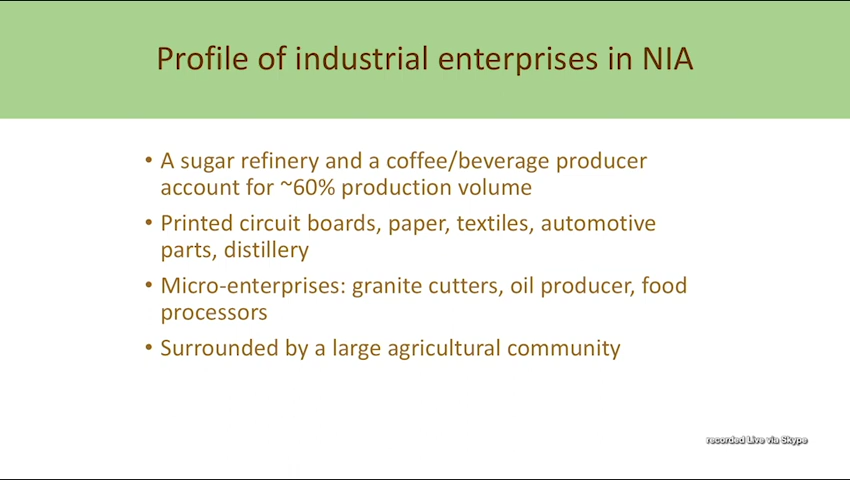 Profile of industrial enterprises in NIA
• A sugar refinery and a coffee/beverage producer
account for ~60% production volume
• Printed circuit boards, paper, textiles, automotive
parts, distillery
• Micro-enterprises: granite cutters, oil producer, food
processors
• Surrounded by a large agricultural community
recorded Live via Skype